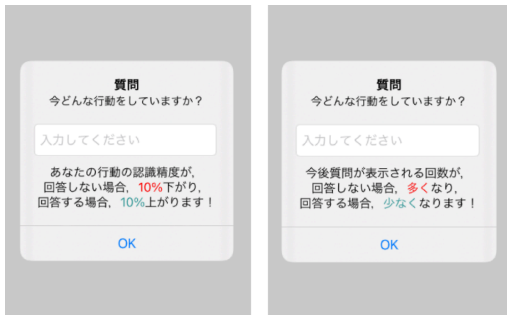 質問
今どんな行動をしていますか？
入力してください
あなたの行動の認識精度が，
回答しない場合，10%下がり，
回答する場合，10%上がります！
OK
質問
今どんな行動をしていますか？
入力してください
今後質問が表示される回数が，
回答しない場合，多くなり，
回答する場合，少なくなります！
OK